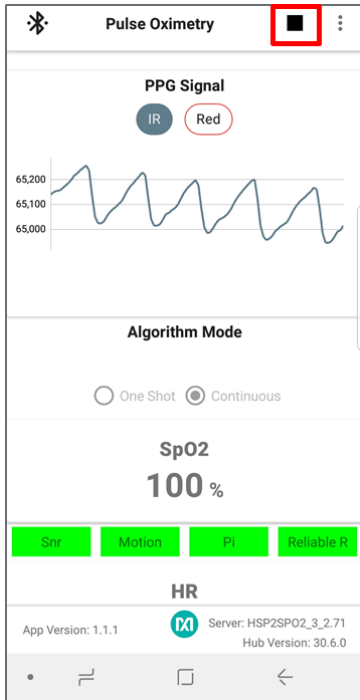 Pulse Oximetry
PPG Signal
IR Red
65,200
65,100
65,000
Algorithm Mode
One Shot Continuous
SpO2
100 %
Snr Motion Pi Reliable R
HR
App Version: 1.1.1
Server: HSP2SPO2_3_2.71
Hub Version: 30.6.0